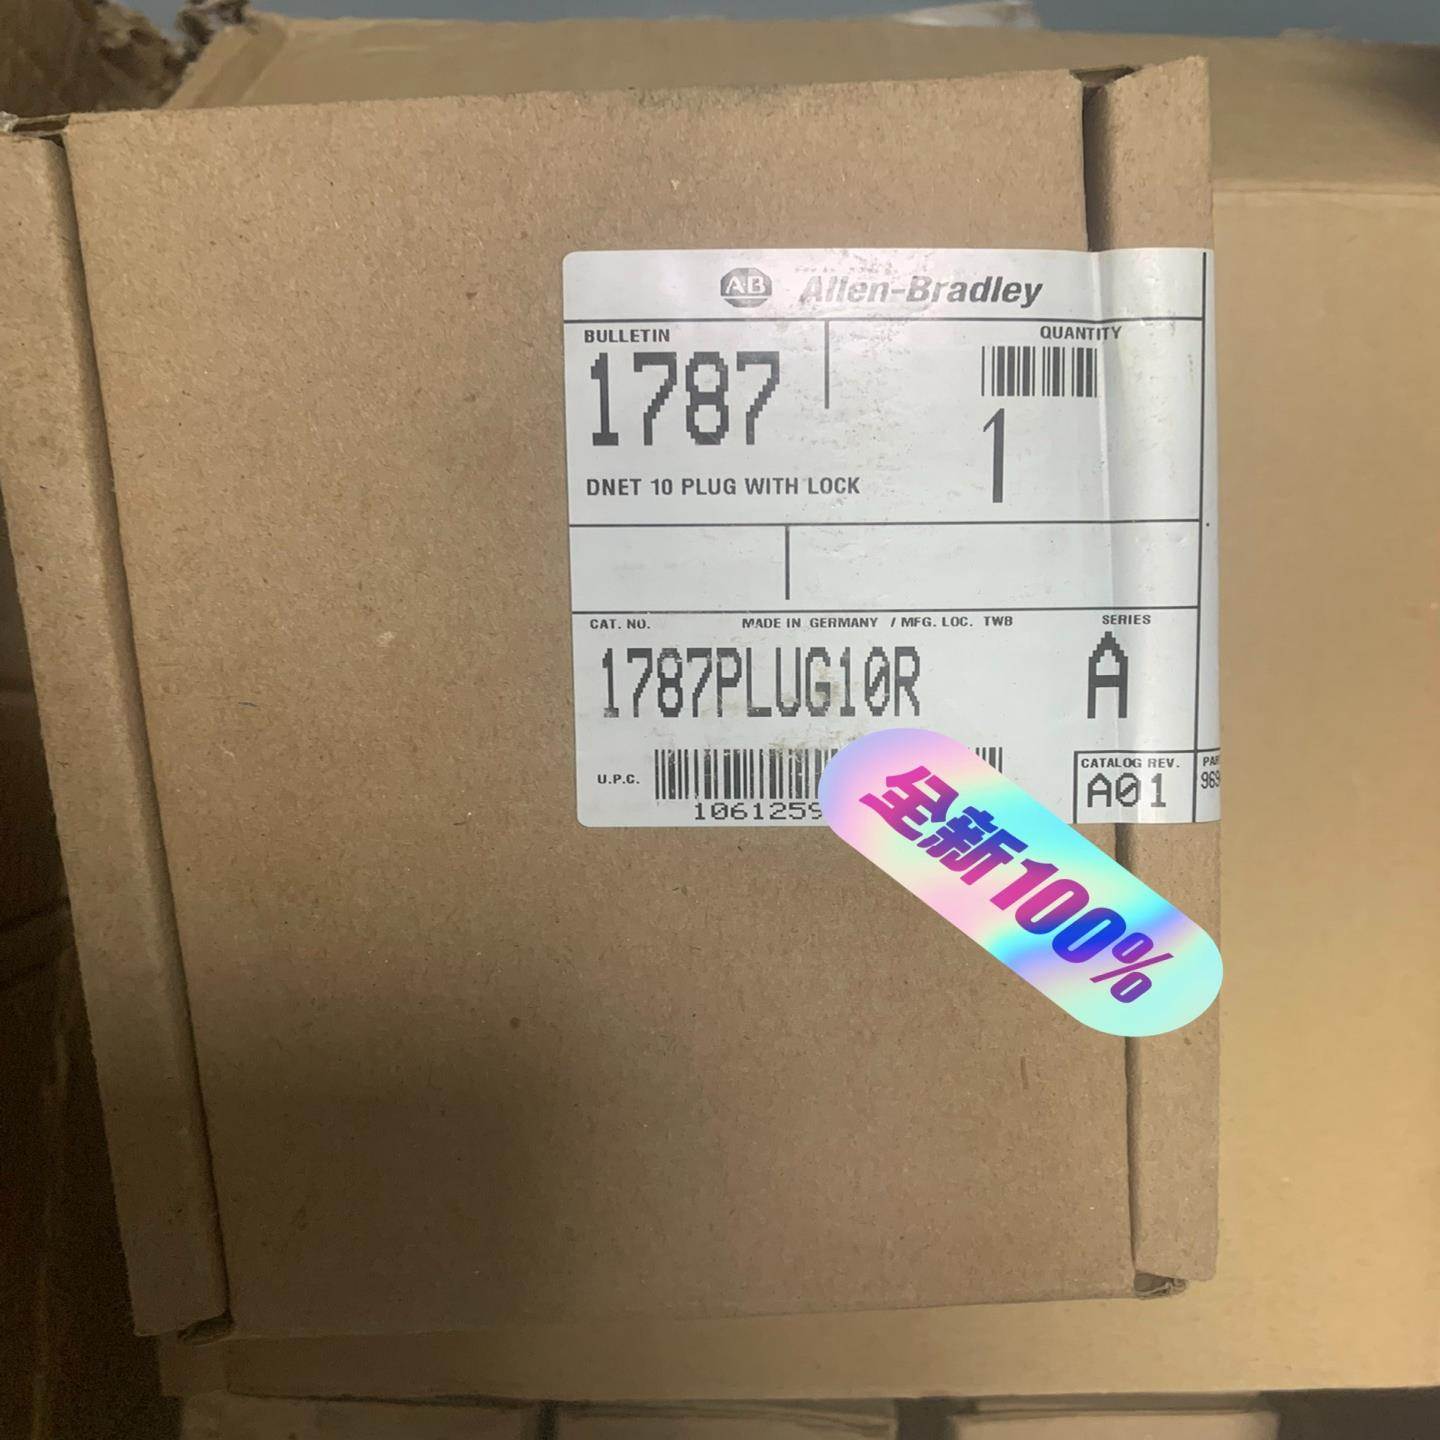 AB Allen-Bradley
BULLETIN
QUANTITY
1787
1
DNET 10 PLUG WITH LOCK
CAT. NO. MADE IN GERMANY / MFG. LOC. TWB SERIES
1787PLUG10R A
U.P.C.
CATALOG REV.
A01
全新100%